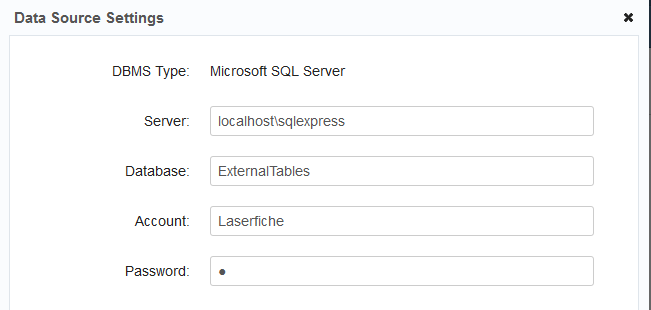 Data Source Settings ✖
DBMS Type: Microsoft SQL Server
Server: localhost\sqlexpress
Database: ExternalTables
Account: Laserfiche
Password: ●